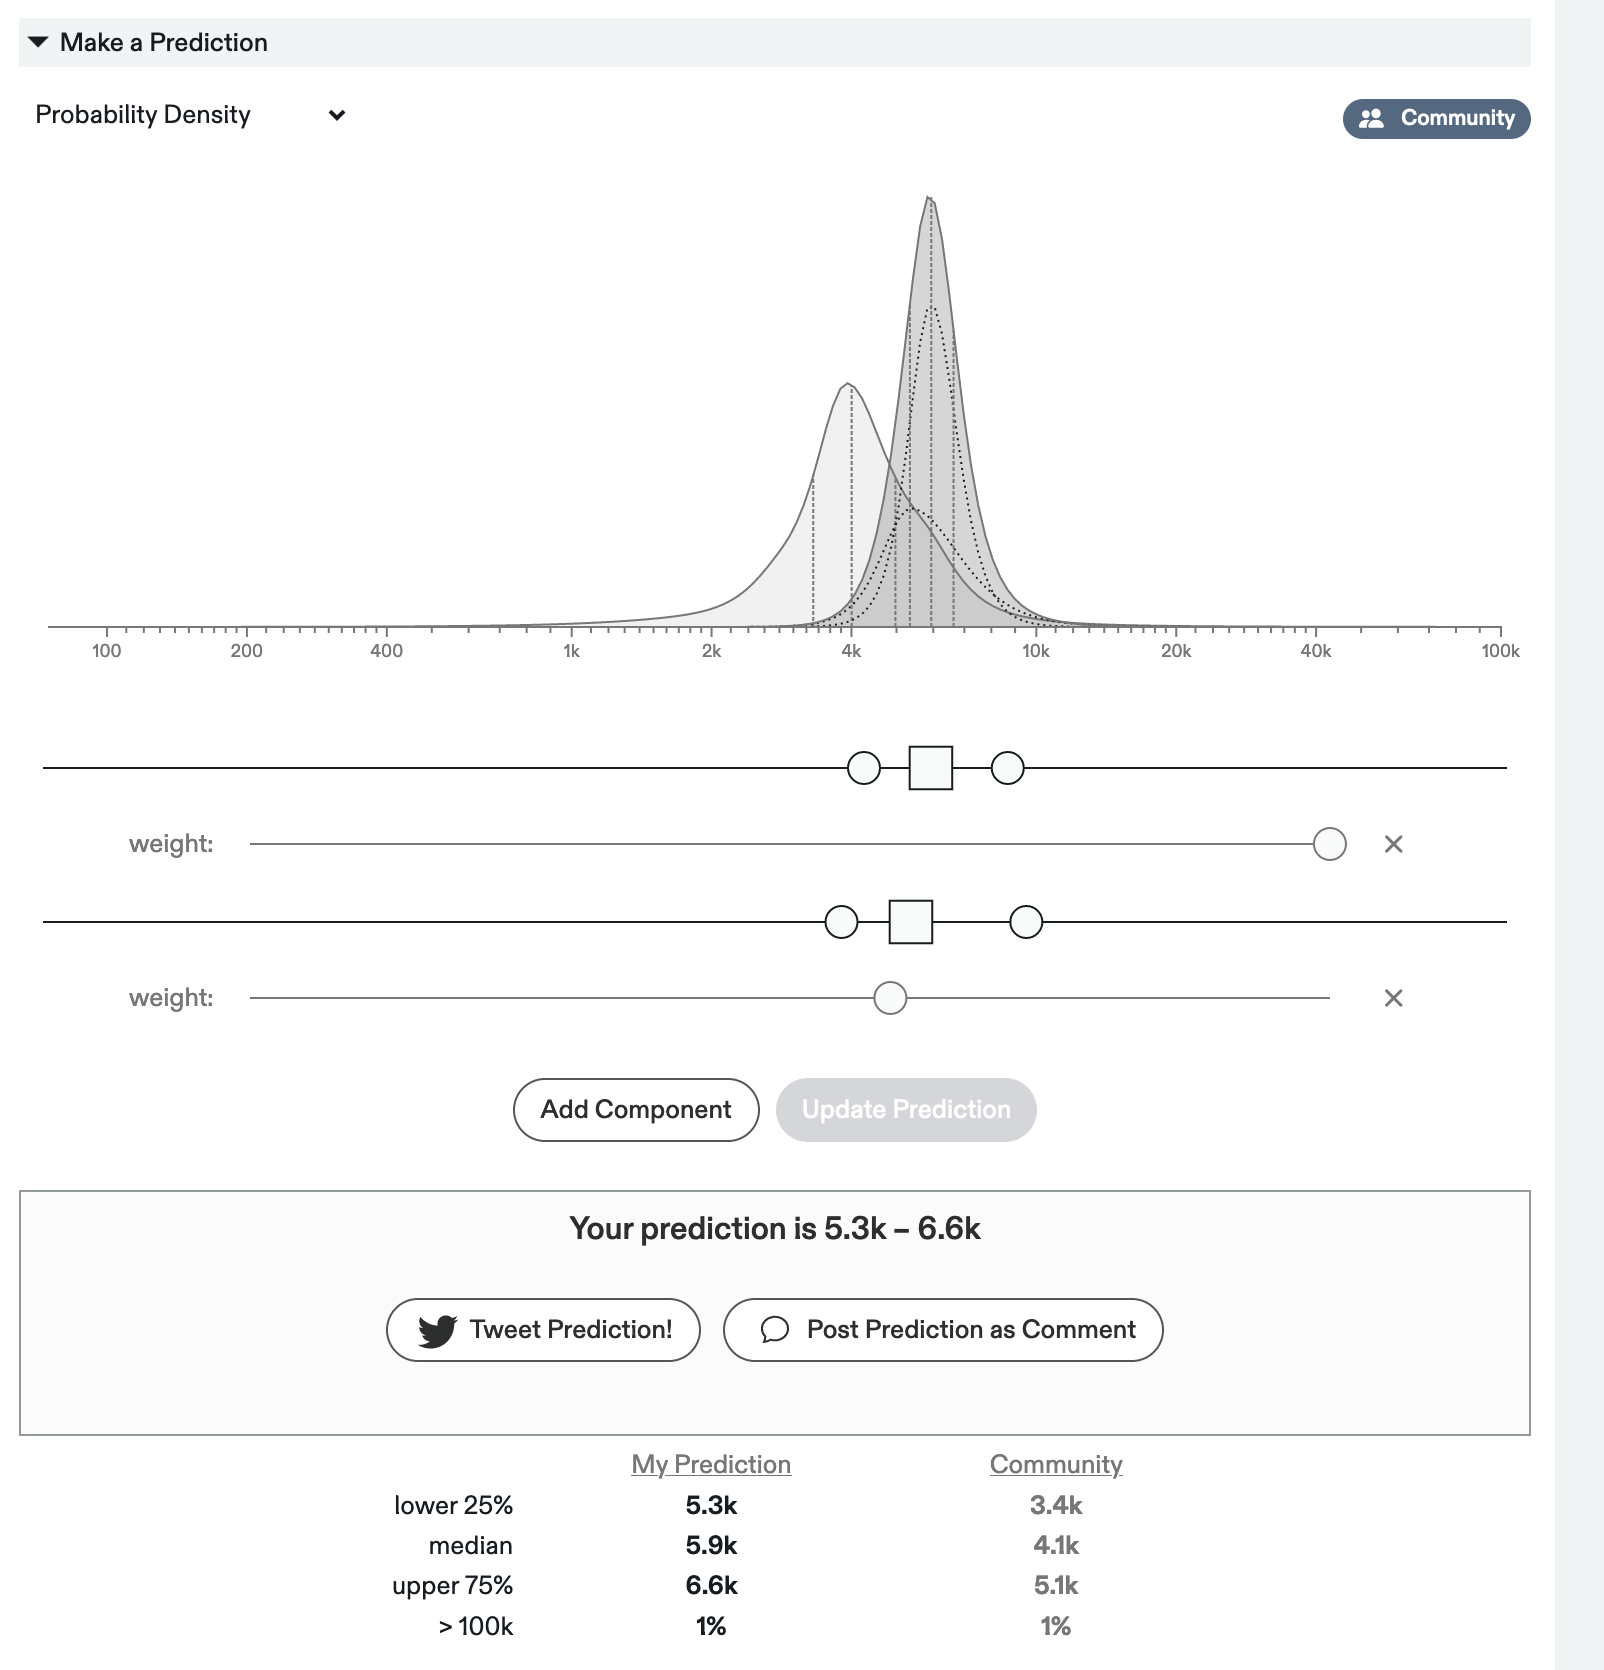 Make a Prediction
Probability Density
Community
100 200 400 1k 2k 4k 10k 20k 40k 100k
weight:
weight:
Add Component Update Prediction
Your prediction is 5.3k – 6.6k
Tweet Prediction! Post Prediction as Comment
My Prediction Community
lower 25% 5.3k 3.4k
median 5.9k 4.1k
upper 75% 6.6k 5.1k
> 100k 1% 1%